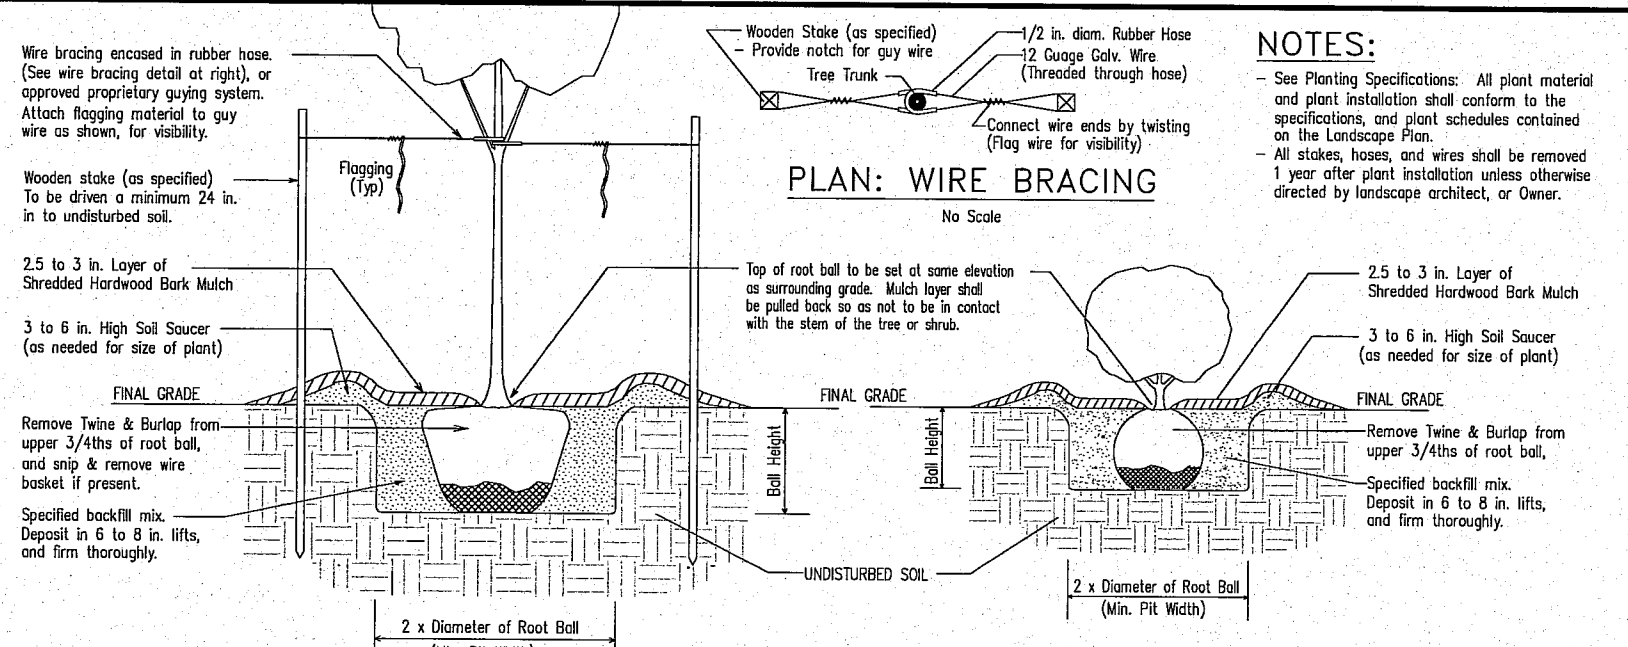 Wire bracing encased in rubber hose.
(See wire bracing detail at right), or
approved proprietary guying system.
Attach flagging material to guy
wire as shown, for visibility.
Wooden stake (as specified)
To be driven a minimum 24 in.
in to undisturbed soil.
2.5 to 3 in. Layer of
Shredded Hardwood Bark Mulch
3 to 6 in. High Soil Saucer
(as needed for size of plant)
FINAL GRADE
Remove Twine & Burlap from
upper 3/4ths of root ball,
and snip & remove wire
basket if present.
Specified backfill mix.
Deposit in 6 to 8 in. lifts,
and firm thoroughly.
Flagging
(Typ)
Ball Height
2 x Diameter of Root Ball
Wooden Stake (as specified)
- Provide notch for guy wire
Tree Trunk
1/2 in. diam. Rubber Hose
12 Guage Galv. Wire
(Threaded through hose)
Connect wire ends by twisting
(Flag wire for visibility)
PLAN: WIRE BRACING
No Scale
Top of root ball to be set at same elevation
as surrounding grade. Mulch layer shall
be pulled back so as not to be in contact
with the stem of the tree or shrub.
FINAL GRADE
UNDISTURBED SOIL
NOTES:
- See Planting Specifications: All plant material
and plant installation shall conform to the
specifications, and plant schedules contained
on the Landscape Plan.
- All stakes, hoses, and wires shall be removed
1 year after plant installation unless otherwise
directed by landscape architect, or Owner.
2.5 to 3 in. Layer of
Shredded Hardwood Bark Mulch
3 to 6 in. High Soil Saucer
(as needed for size of plant)
FINAL GRADE
Ball Height
Remove Twine & Burlap from
upper 3/4ths of root ball,
Specified backfill mix.
Deposit in 6 to 8 in. lifts,
and firm thoroughly.
2 x Diameter of Root Ball
(Min. Pit Width)